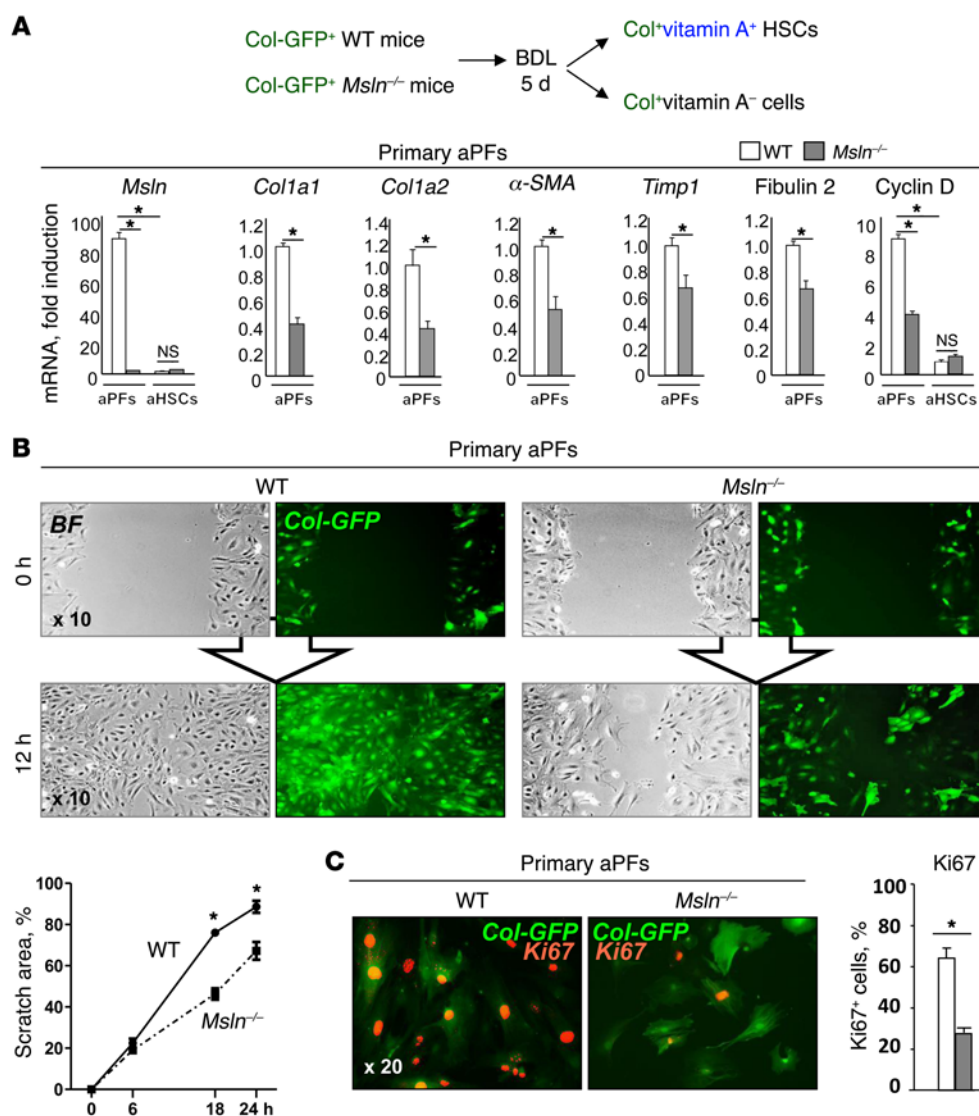 A
Col-GFP⁺ WT mice
Col-GFP⁺ Msln⁻/⁻ mice
BDL
5 d
Col⁺vitamin A⁺ HSCs
Col⁺vitamin A⁻ cells
Primary aPFs
WT
Msln⁻/⁻
mRNA, fold induction
Msln
100
80
60
40
20
0
*
*
NS
aPFs
aHSCs
Col1a1
1.2
1.0
0.8
0.6
0.4
0.2
0
*
aPFs
Col1a2
1.4
1.2
1.0
0.8
0.6
0.4
0.2
0
*
aPFs
α-SMA
1.2
1.0
0.8
0.6
0.4
0.2
0
*
aPFs
Timp1
1.2
1.0
0.8
0.6
0.4
0.2
0
*
aPFs
Fibulin 2
1.2
1.0
0.8
0.6
0.4
0.2
0
*
aPFs
Cyclin D
10
8
6
4
2
0
*
*
NS
aPFs
aHSCs
B
Primary aPFs
WT
Msln⁻/⁻
0 h
BF
x 10
Col-GFP
12 h
x 10
Scratch area, %
100
80
60
40
20
0
WT
Msln⁻/⁻
*
*
0
6
18
24 h
C
Primary aPFs
WT
Msln⁻/⁻
Col-GFP
Ki67
x 20
Col-GFP
Ki67
Ki67
Ki67⁺ cells, %
100
80
60
40
20
0
*